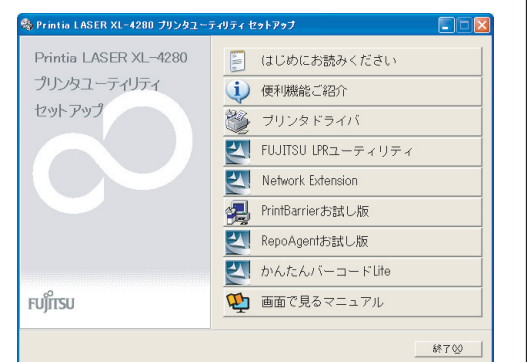 Printia LASER XL-4280 プリンタユーティリティ セットアップ
Printia LASER XL-4280
プリンタユーティリティ
セットアップ
はじめにお読みください
便利機能ご紹介
プリンタドライバ
FUJITSU LPRユーティリティ
Network Extension
PrintBarrierお試し版
RepoAgentお試し版
かんたんバーコードLite
画面で見るマニュアル
FUJITSU
終了(X)